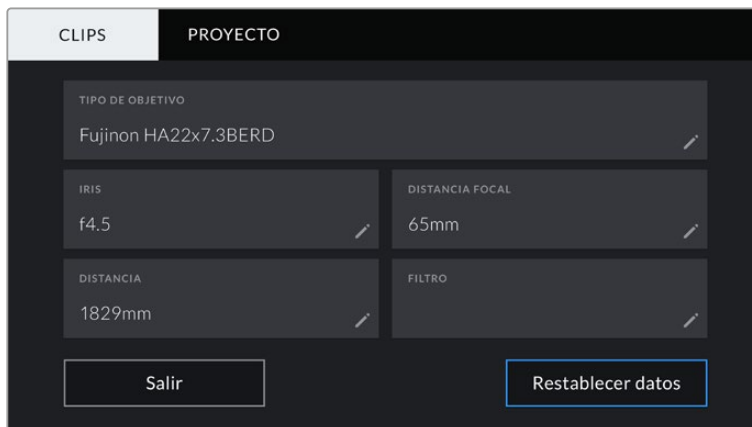 CLIPS
PROYECTO
TIPO DE OBJETIVO
Fujinon HA22x7.3BERD
IRIS
f4.5
DISTANCIA FOCAL
65mm
DISTANCIA
1829mm
FILTRO
Salir
Restablecer datos